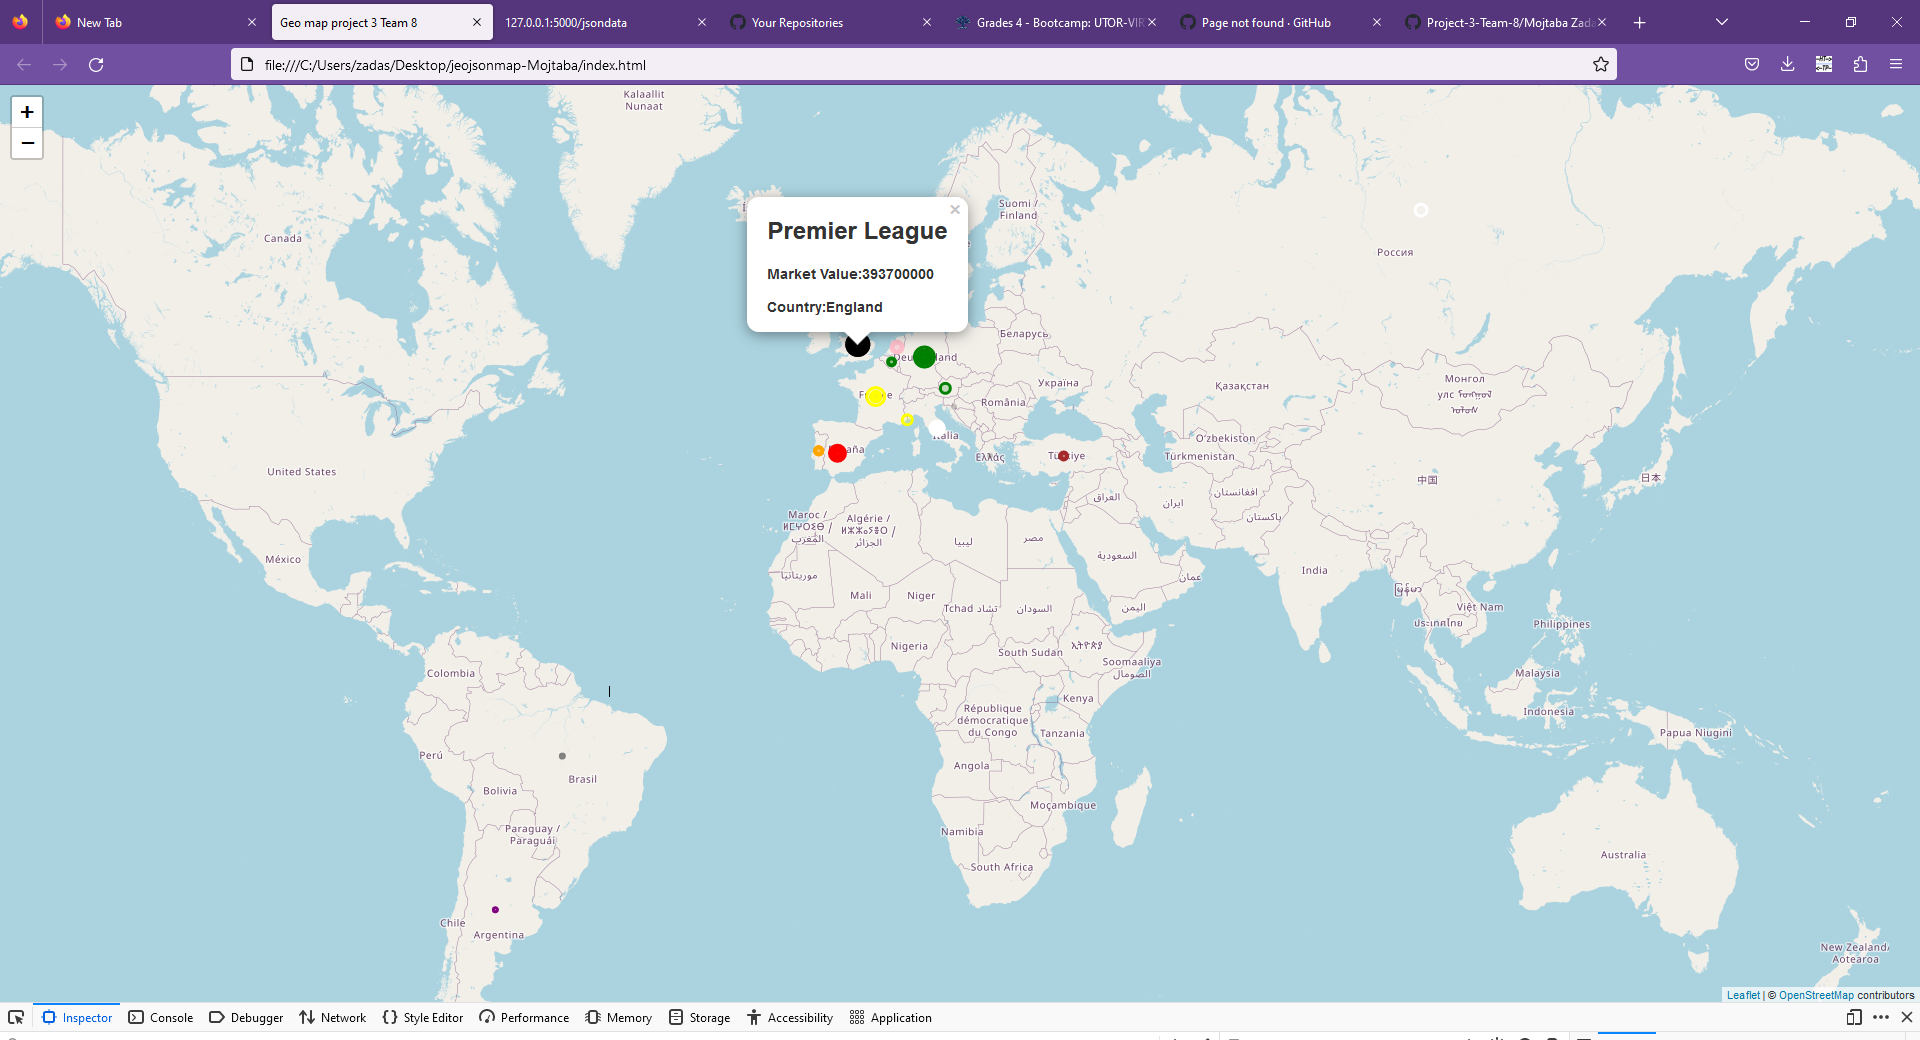 New Tab
Geo map project 3 Team 8
127.0.0.1:5000/jsondata
Your Repositories
Grades 4 - Bootcamp: UTOR-VIR
Page not found · GitHub
Project-3-Team-8/Mojtaba Zada
file:///C:/Users/zadas/Desktop/jeojsonmap-Mojtaba/index.html
+
−
Kalaallit
Nunaat
Suomi /
Finland
Canada
Россия
×
Premier League
Market Value:393700000
Country:England
Беларусь
Deutschland
Україна
Қазақстан
Монгол
улс
France
România
Italia
España
Ελλάς
Türkiye
O'zbekiston
Türkmenistan
United States
中国
日本
افغانستان
العراق
ایران
پاکستان
Maroc /
ⵍⵎⵖⵔⵉⴱ /
المغرب
Algérie /
ⵍⵣⵣⴰⵢⴻⵔ /
الجزائر
ليبيا
مصر
السعودية
México
India
عمان
موريتانيا
Mali
Niger
Tchad تشاد
السودان
اليمن
Việt Nam
ประเทศไทย
Philippines
Nigeria
South Sudan
ኢትዮጵያ
Soomaaliya
الصومال
Colombia
Malaysia
Kenya
République
démocratique
du Congo
Indonesia
Tanzania
Papua Niugini
Perú
Brasil
Angola
Bolivia
Moçambique
Paraguay /
Paraguái
Namibia
South Africa
Australia
Chile
Argentina
New Zealand/
Aotearoa
Leaflet | © OpenStreetMap contributors
Inspector
Console
Debugger
Network
Style Editor
Performance
Memory
Storage
Accessibility
Application